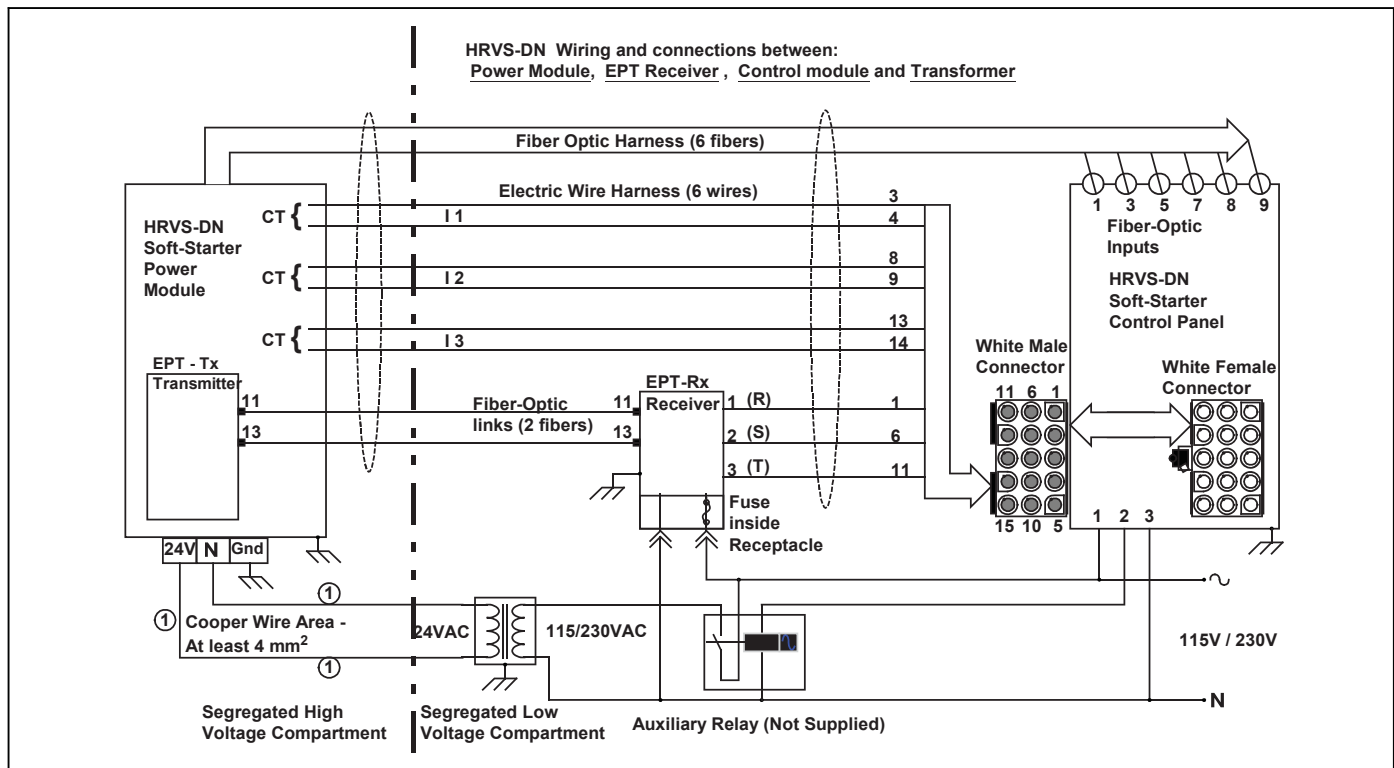 HRVS-DN Wiring and connections between:
Power Module, EPT Receiver , Control module and Transformer
Fiber Optic Harness (6 fibers)
Electric Wire Harness (6 wires)
HRVS-DN
Soft-Starter
Power
Module
CT {
I 1
3
4
CT {
I 2
8
9
CT {
I 3
13
14
1 3 5 7 8 9
Fiber-Optic
Inputs
HRVS-DN
Soft-Starter
Control Panel
White Male
Connector
11 6 1
15 10 5
White Female
Connector
EPT - Tx
Transmitter
11
13
Fiber-Optic
links (2 fibers)
11
13
EPT-Rx
Receiver
1 (R)
2 (S)
3 (T)
1
6
11
Fuse
inside
Receptacle
1 2 3
24V N Gnd
1
1 Cooper Wire Area -
At least 4 mm2
1
24VAC
115/230VAC
115V / 230V
N
Segregated High
Voltage Compartment
Segregated Low
Voltage Compartment
Auxiliary Relay (Not Supplied)